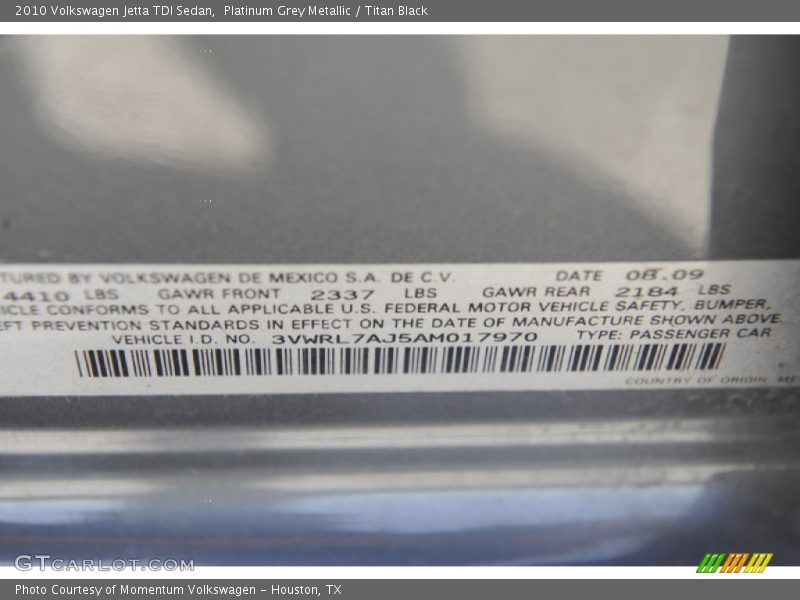 2010 Volkswagen Jetta TDI Sedan,  Platinum Grey Metallic / Titan Black
TURED BY VOLKSWAGEN DE MEXICO S.A. DE C.V. DATE 08.09
4410 LBS GAWR FRONT 2337 LBS GAWR REAR 2184 LBS
ICLE CONFORMS TO ALL APPLICABLE U.S. FEDERAL MOTOR VEHICLE SAFETY, BUMPER,
EFT PREVENTION STANDARDS IN EFFECT ON THE DATE OF MANUFACTURE SHOWN ABOVE.
VEHICLE I.D. NO. 3VWRL7AJ5AM017970 TYPE: PASSENGER CAR
COUNTRY OF ORIGIN. ME
GTCARLOT.COM
Photo Courtesy of Momentum Volkswagen - Houston, TX